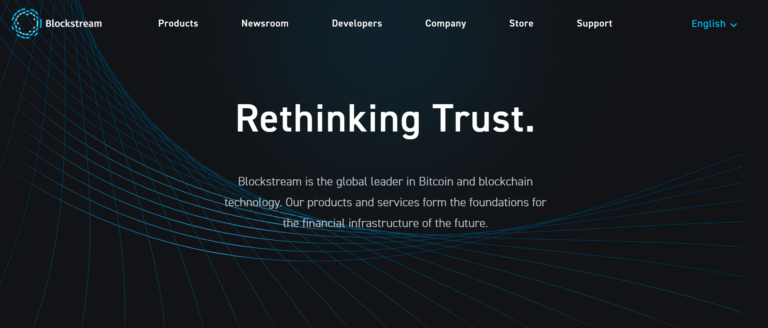 Blockstream
Products
Newsroom
Developers
Company
Store
Support
English
Rethinking Trust.
Blockstream is the global leader in Bitcoin and blockchain
technology. Our products and services form the foundations for
the financial infrastructure of the future.